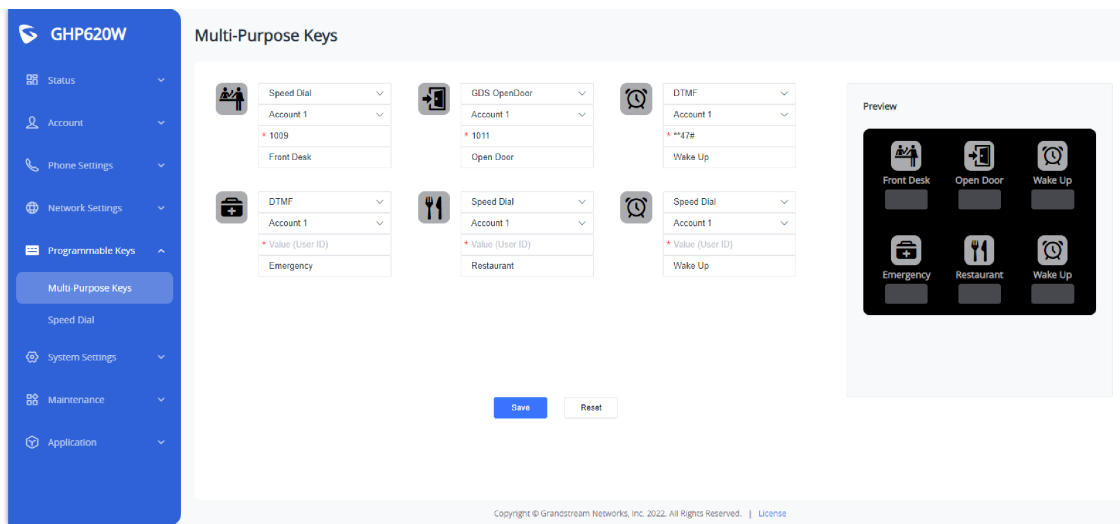 GHP620W
Status
Account
Phone Settings
Network Settings
Programmable Keys
Multi-Purpose Keys
Speed Dial
System Settings
Maintenance
Application
Multi-Purpose Keys
Speed Dial
Account 1
* 1009
Front Desk
GDS OpenDoor
Account 1
* 1011
Open Door
DTMF
Account 1
* **47#
Wake Up
DTMF
Account 1
* Value (User ID)
Emergency
Speed Dial
Account 1
* Value (User ID)
Restaurant
Speed Dial
Account 1
* Value (User ID)
Wake Up
Preview
Front Desk Open Door Wake Up
Emergency Restaurant Wake Up
Save Reset
Copyright © Grandstream Networks, Inc. 2022. All Rights Reserved. | License